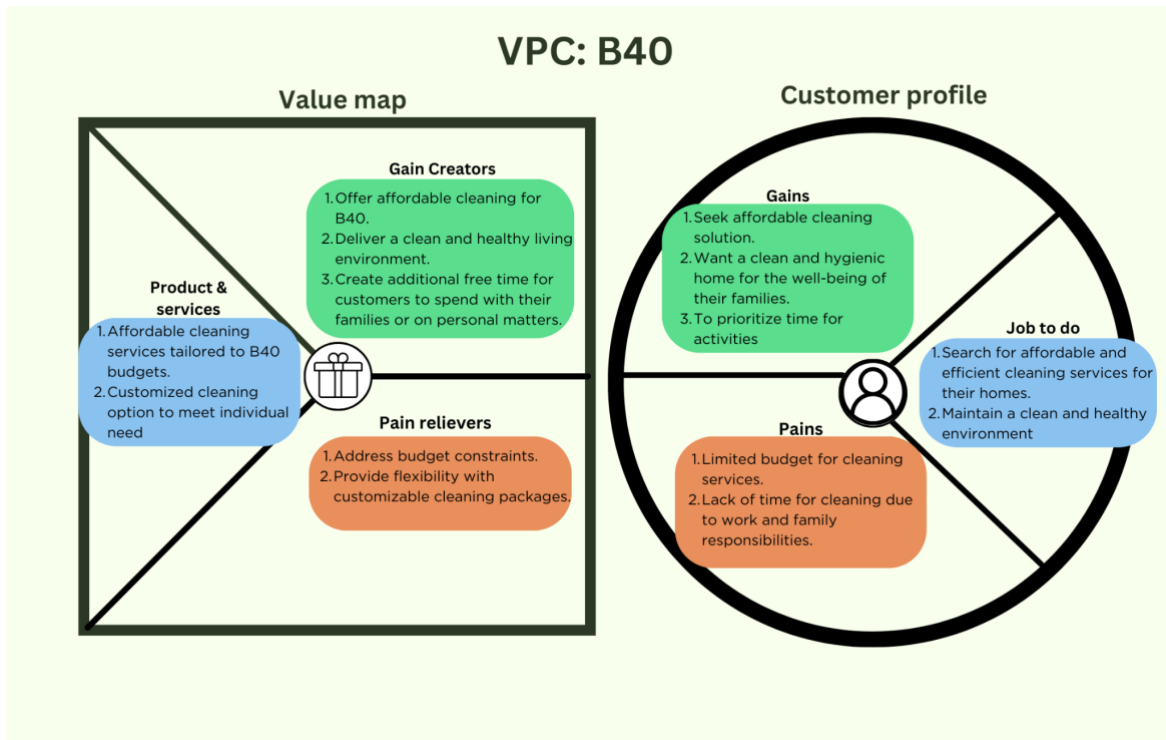 VPC: B40
Value map
Gain Creators
1. Offer affordable cleaning for
B40.
2. Deliver a clean and healthy living
environment.
3. Create additional free time for
customers to spend with their
families or on personal matters.
Product &
services
1. Affordable cleaning
services tailored to B40
budgets.
2. Customized cleaning
option to meet individual
need
Pain relievers
1. Address budget constraints.
2. Provide flexibility with
customizable cleaning packages.
Customer profile
Gains
1. Seek affordable cleaning
solution.
2. Want a clean and hygienic
home for the well-being of
their families.
3. To prioritize time for
activities
Job to do
1. Search for affordable and
efficient cleaning services for
their homes.
2. Maintain a clean and healthy
environment
Pains
1. Limited budget for cleaning
services.
2. Lack of time for cleaning due
to work and family
responsibilities.